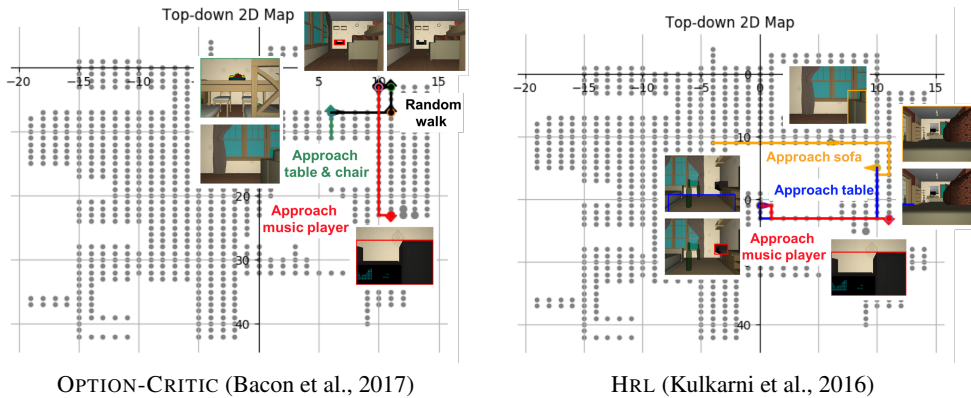 Top-down 2D Map
−20
−15
−10
5
10
15
Random
walk
Approach
table & chair
20
Approach
music player
30
40
OPTION-CRITIC (Bacon et al., 2017)
Top-down 2D Map
−20
−15
−10
−5
0
5
10
15
10
Approach sofa
Approach table
Approach
music player
40
HRL (Kulkarni et al., 2016)